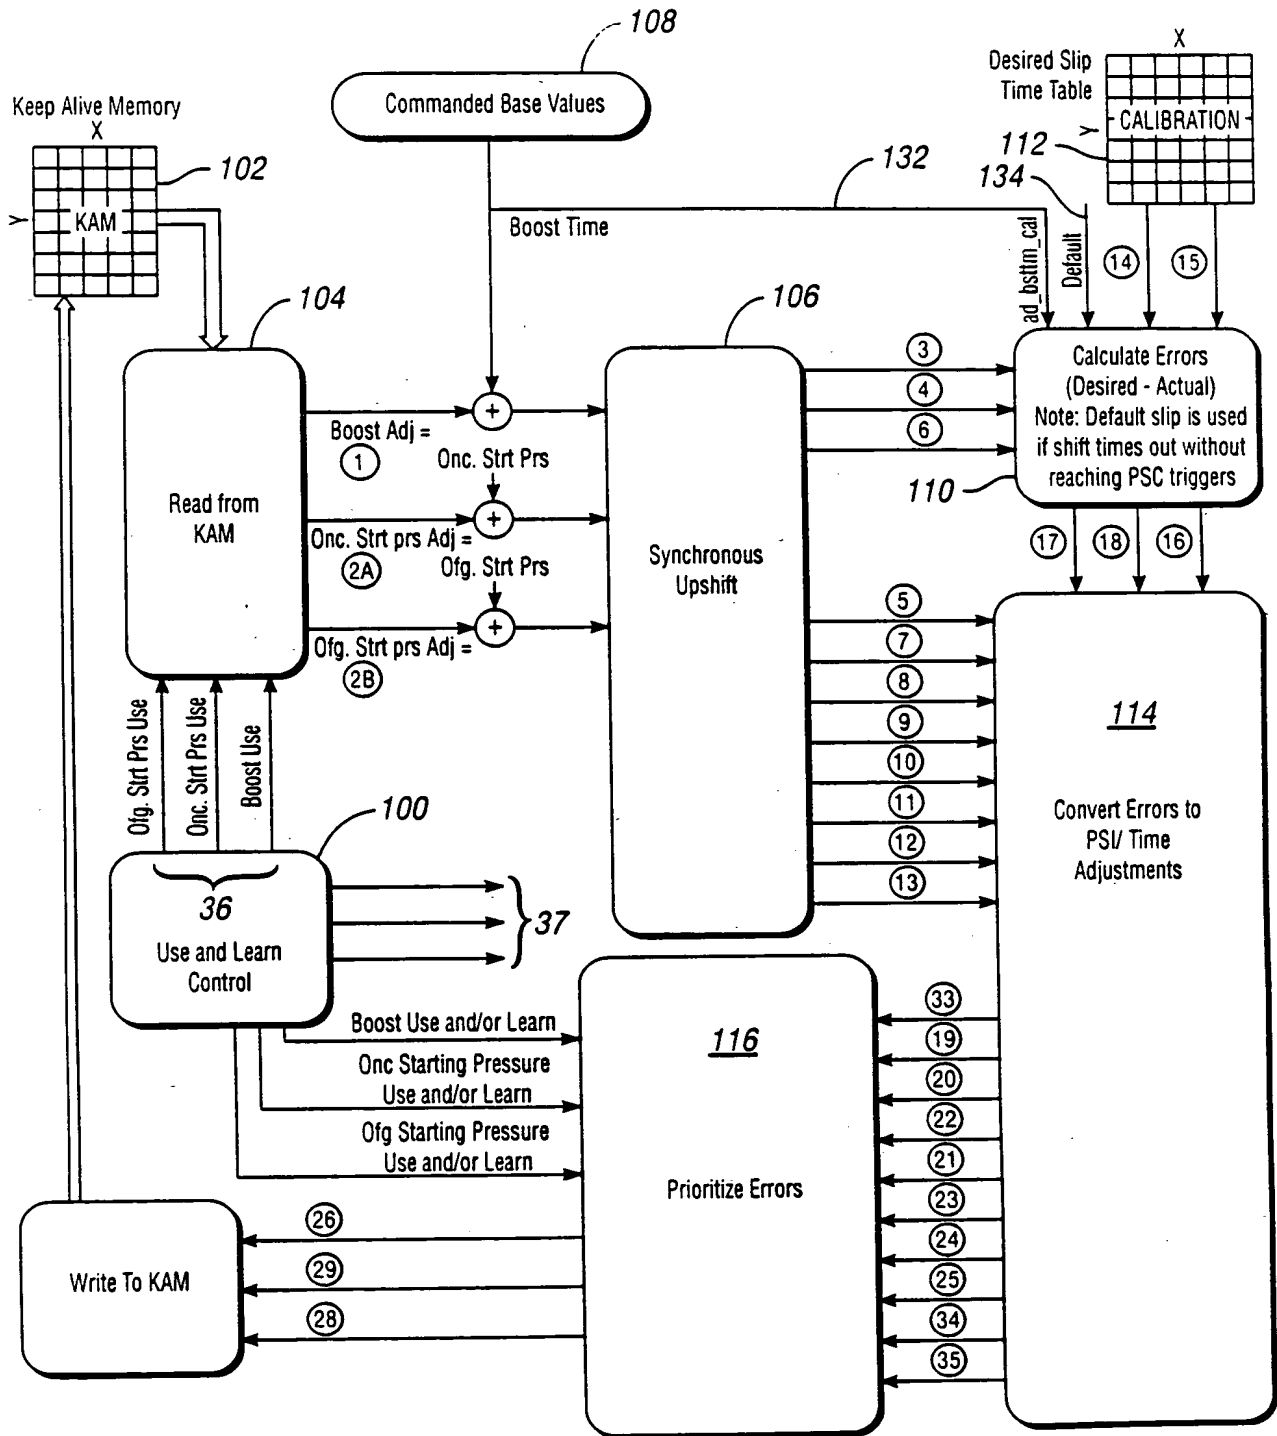 108
X
Desired Slip
Time Table
Commanded Base Values
Keep Alive Memory
X
CALIBRATION
Y
112
102
132
134
Y
KAM
Boost Time
ad_bsttm_cal
Default
14
15
104
106
3
Calculate Errors
(Desired - Actual)
Note: Default slip is used
if shift times out without
reaching PSC triggers
4
6
110
+
Boost Adj =
1
Onc. Strt Prs
Read from
KAM
+
Onc. Strt prs Adj =
2A
Ofg. Strt Prs
Synchronous
Upshift
17
18
16
+
Ofg. Strt prs Adj =
2B
5
7
8
9
10
11
12
13
114
Convert Errors to
PSI/ Time
Adjustments
Ofg. Strt Prs Use
Onc. Strt Prs Use
Boost Use
100
36
37
Use and Learn
Control
Boost Use and/or Learn
Onc Starting Pressure
Use and/or Learn
Ofg Starting Pressure
Use and/or Learn
116
Prioritize Errors
33
19
20
22
21
23
24
25
34
35
26
29
28
Write To KAM